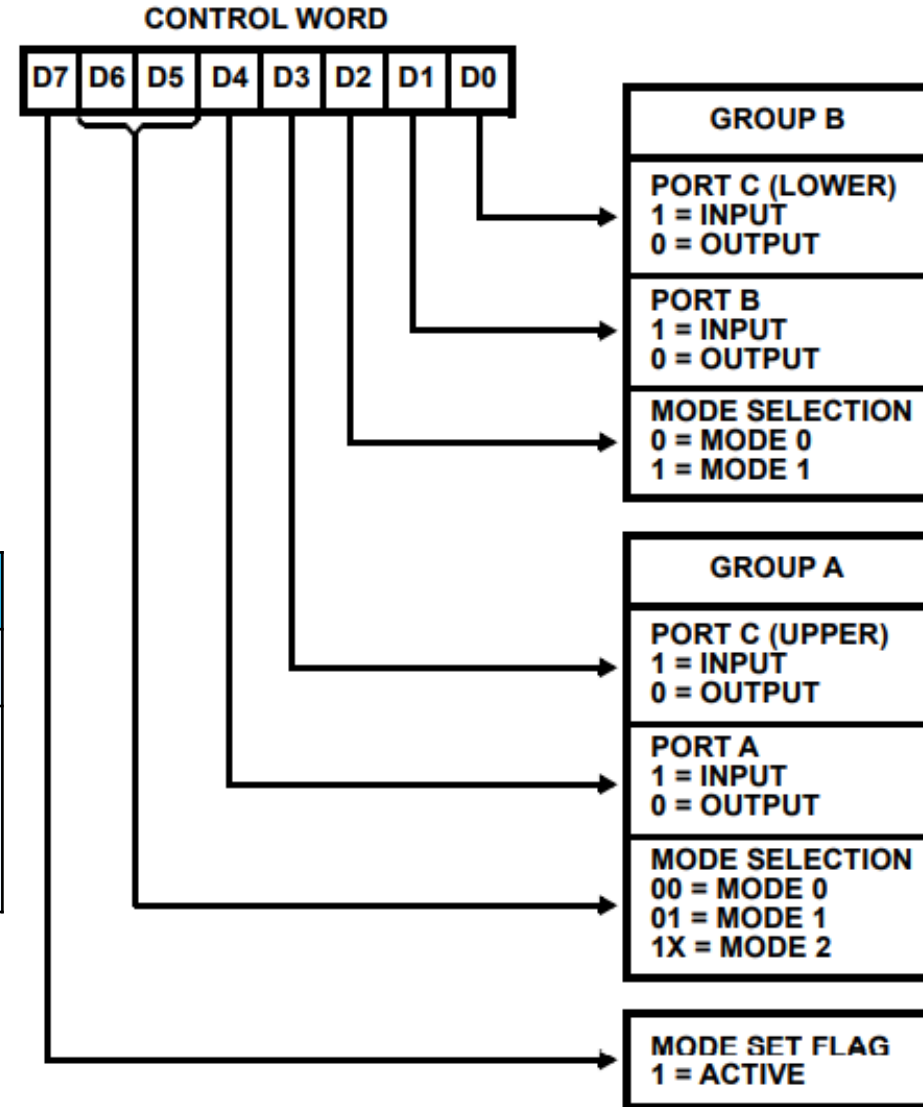 CONTROL WORD
D7 D6 D5 D4 D3 D2 D1 D0
GROUP B
PORT C (LOWER)
1 = INPUT
0 = OUTPUT
PORT B
1 = INPUT
0 = OUTPUT
MODE SELECTION
0 = MODE 0
1 = MODE 1
GROUP A
PORT C (UPPER)
1 = INPUT
0 = OUTPUT
PORT A
1 = INPUT
0 = OUTPUT
MODE SELECTION
00 = MODE 0
01 = MODE 1
1X = MODE 2
MODE SET FLAG
1 = ACTIVE